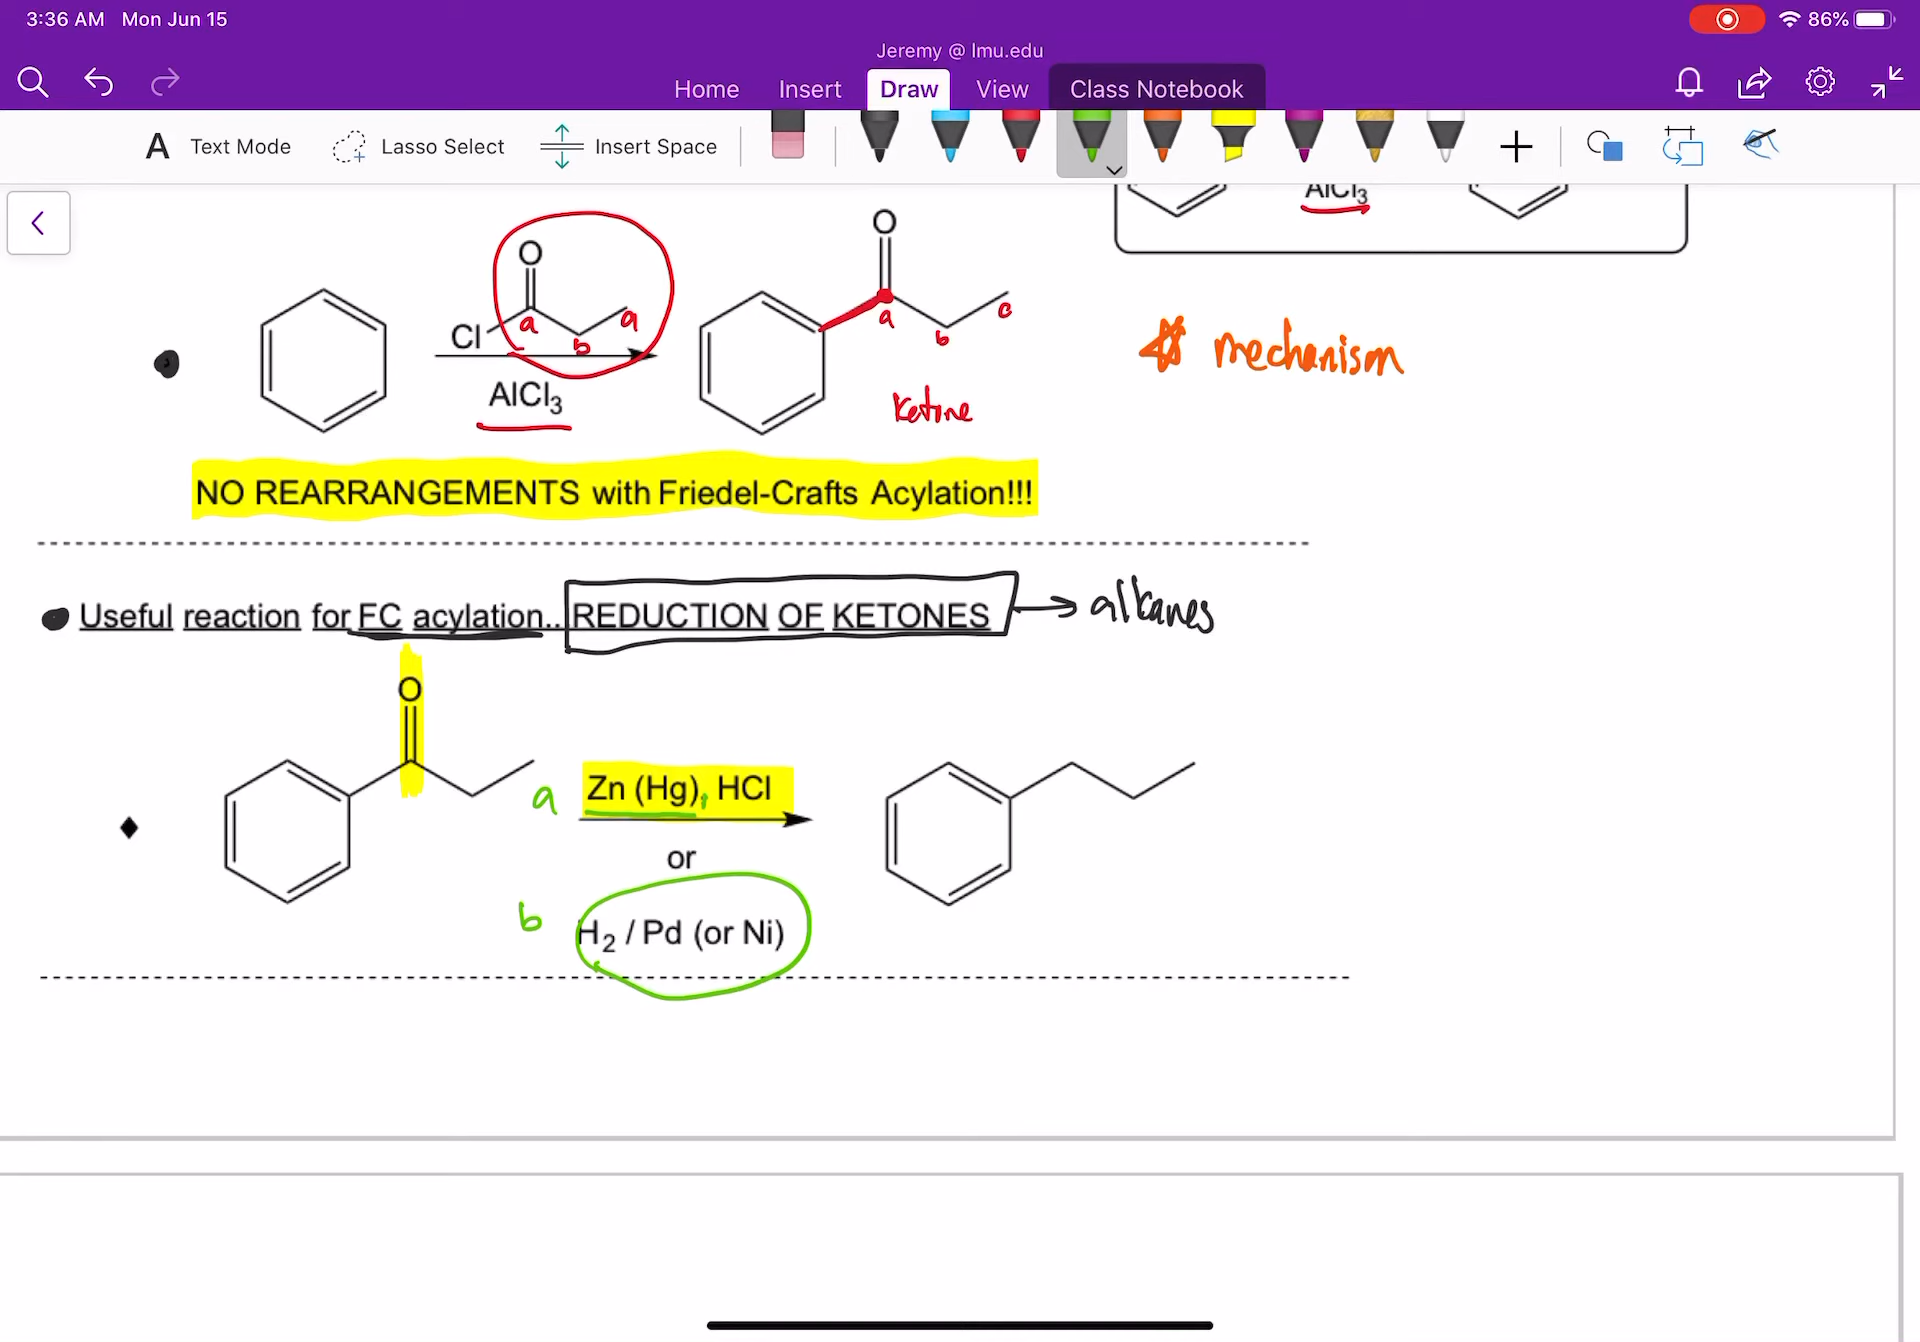 3:36 AM Mon Jun 15
86%
Jeremy @ lmu.edu
Home Insert Draw View Class Notebook
A Text Mode Lasso Select Insert Space
AlCl3
O
O
Cl a b a
a b c
AlCl3
ketone
mechanism
NO REARRANGEMENTS with Friedel-Crafts Acylation!!!
Useful reaction for FC acylation... REDUCTION OF KETONES → alkanes
O
a Zn (Hg), HCl
or
b H2 / Pd (or Ni)